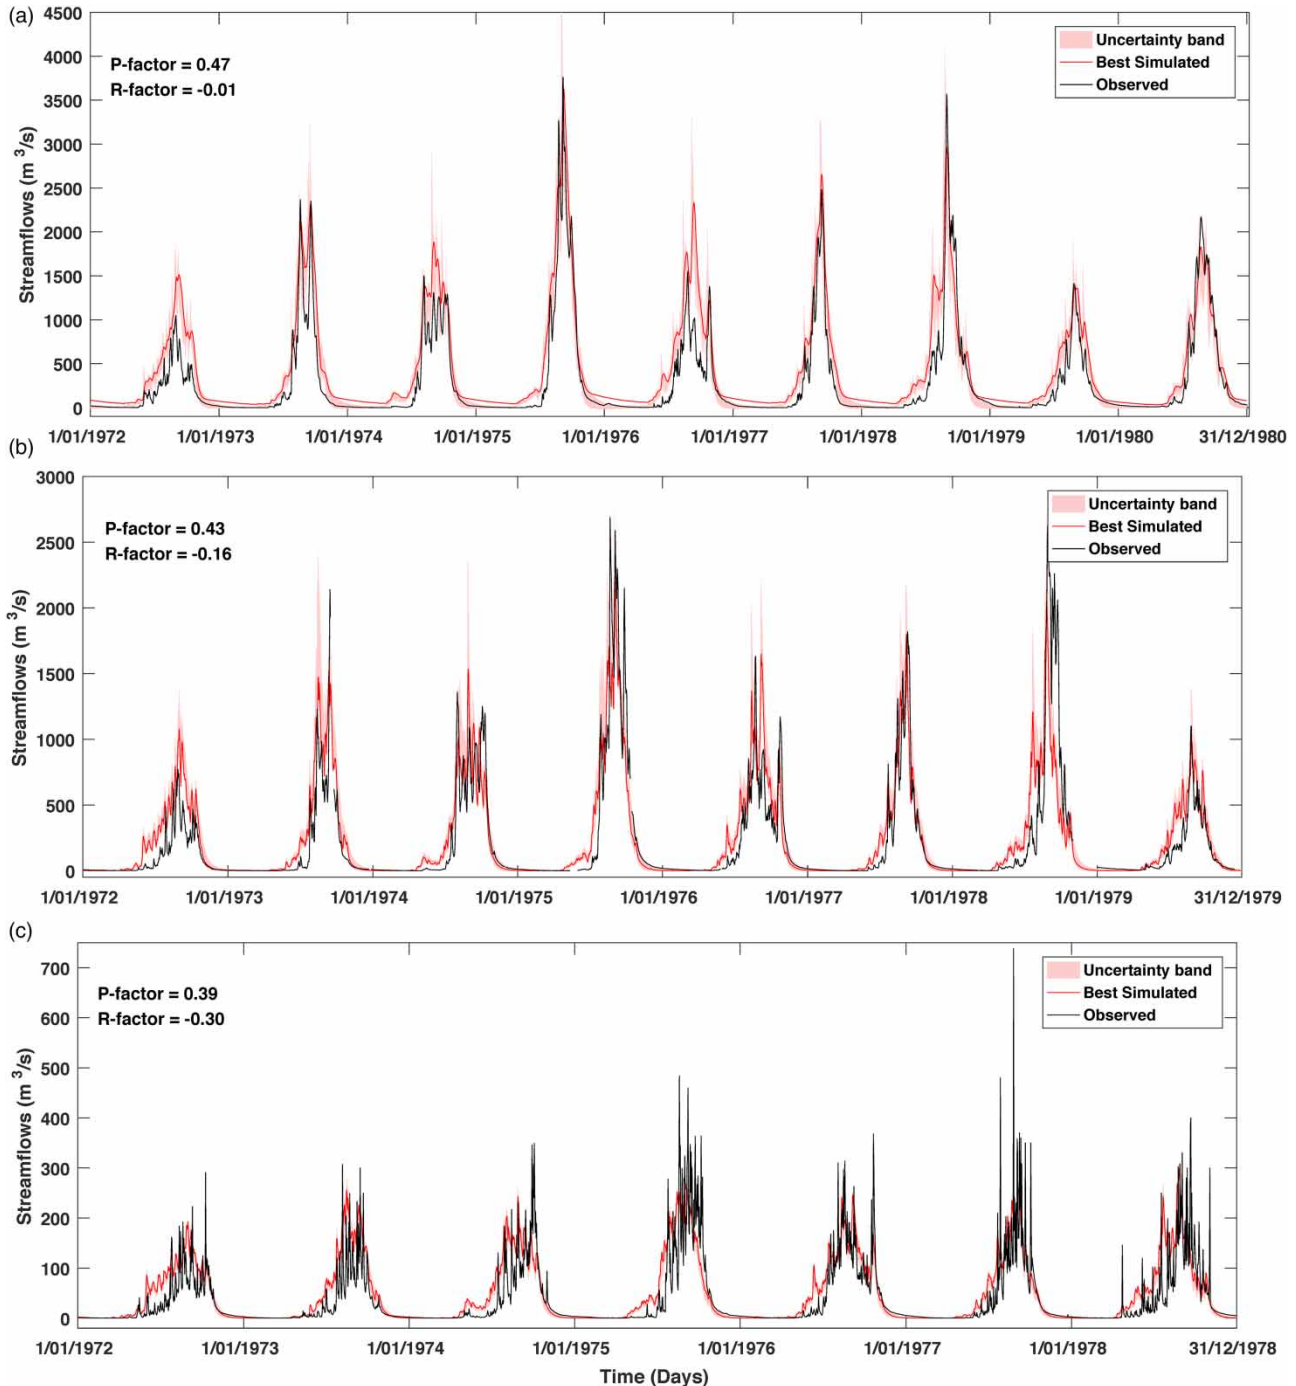 (a)
4500
4000
3500
3000
2500
2000
1500
1000
500
0
Streamflows (m 3/s)
P-factor = 0.47
R-factor = -0.01
Uncertainty band
Best Simulated
Observed
1/01/1972 1/01/1973 1/01/1974 1/01/1975 1/01/1976 1/01/1977 1/01/1978 1/01/1979 1/01/1980 31/12/1980
(b)
3000
2500
2000
1500
1000
500
0
Streamflows (m 3/s)
P-factor = 0.43
R-factor = -0.16
Uncertainty band
Best Simulated
Observed
1/01/1972 1/01/1973 1/01/1974 1/01/1975 1/01/1976 1/01/1977 1/01/1978 1/01/1979 31/12/1979
(c)
700
600
500
400
300
200
100
0
Streamflows (m 3/s)
P-factor = 0.39
R-factor = -0.30
Uncertainty band
Best Simulated
Observed
1/01/1972 1/01/1973 1/01/1974 1/01/1975 1/01/1976 1/01/1977 1/01/1978 31/12/1978
Time (Days)